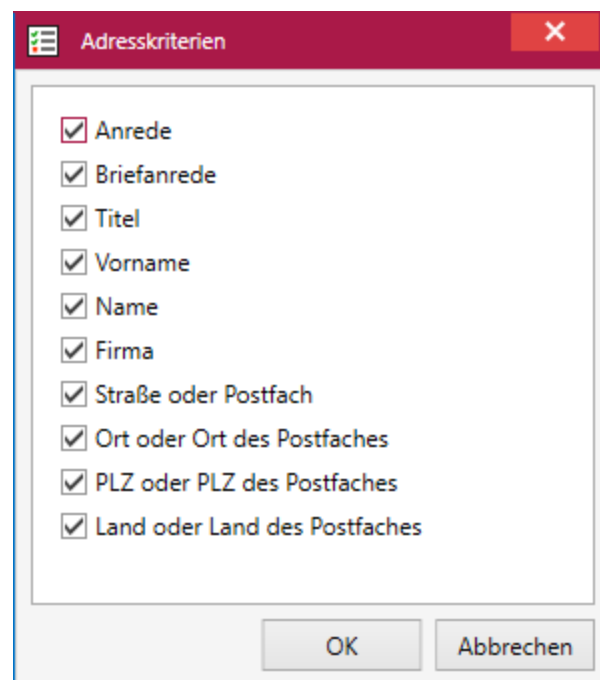 Adresskriterien
Anrede
Briefanrede
Titel
Vorname
Name
Firma
Straße oder Postfach
Ort oder Ort des Postfaches
PLZ oder PLZ des Postfaches
Land oder Land des Postfaches
OK Abbrechen